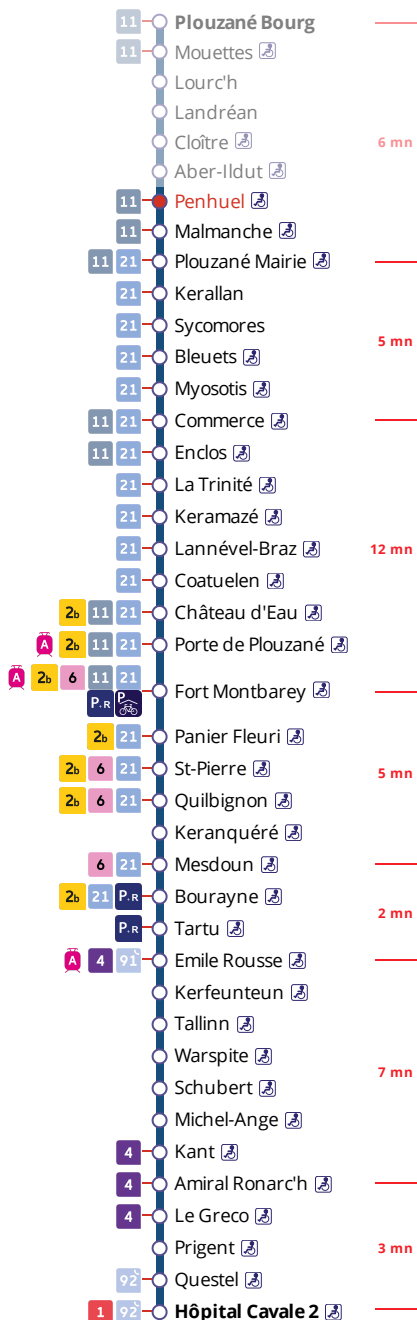 11 Plouzané Bourg
11 Mouettes
Lourc'h
Landréan
Cloître
6 mn
Aber-Ildut
11 Penhuel
11 Malmanche
11 21 Plouzané Mairie
21 Kerallan
21 Sycomores
5 mn
21 Bleuets
21 Myosotis
11 21 Commerce
11 21 Enclos
21 La Trinité
21 Keramazé
21 Lannével-Braz
12 mn
21 Coatuelen
2b 11 21 Château d'Eau
A 2b 11 21 Porte de Plouzané
A 2b 6 11 21
P+R P Fort Montbarey
2b 21 Panier Fleuri
2b 6 21 St-Pierre
5 mn
2b 6 21 Quilbignon
Keranquéré
6 21 Mesdoun
2b 21 P+R Bourayne
2 mn
P+R Tartu
A 4 91 Emile Rousse
Kerfeunteun
Tallinn
Warspite
7 mn
Schubert
Michel-Ange
4 Kant
4 Amiral Ronarc'h
4 Le Greco
Prigent
3 mn
92 Questel
1 92 Hôpital Cavale 2